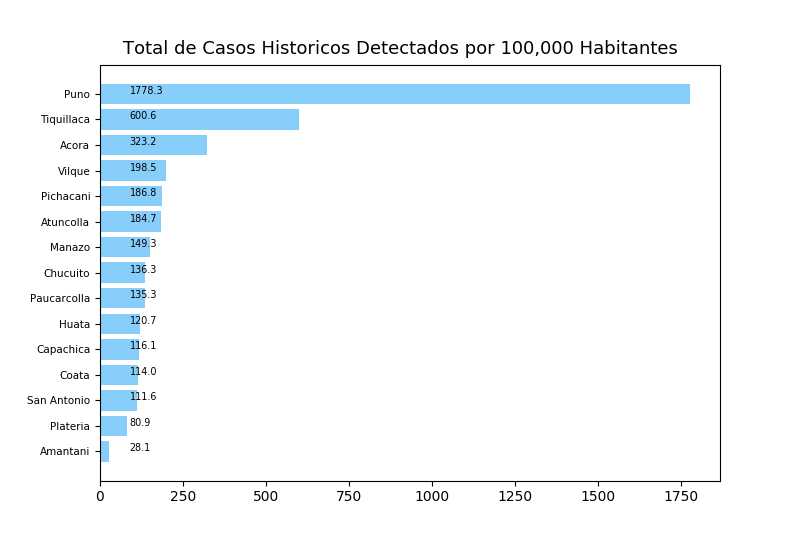 Total de Casos Historicos Detectados por 100,000 Habitantes
Puno 1778.3
Tiquillaca 600.6
Acora 323.2
Vilque 198.5
Pichacani 186.8
Atuncolla 184.7
Manazo 149.3
Chucuito 136.3
Paucarcolla 135.3
Huata 120.7
Capachica 116.1
Coata 114.0
San Antonio 111.6
Plateria 80.9
Amantani 28.1
0 250 500 750 1000 1250 1500 1750